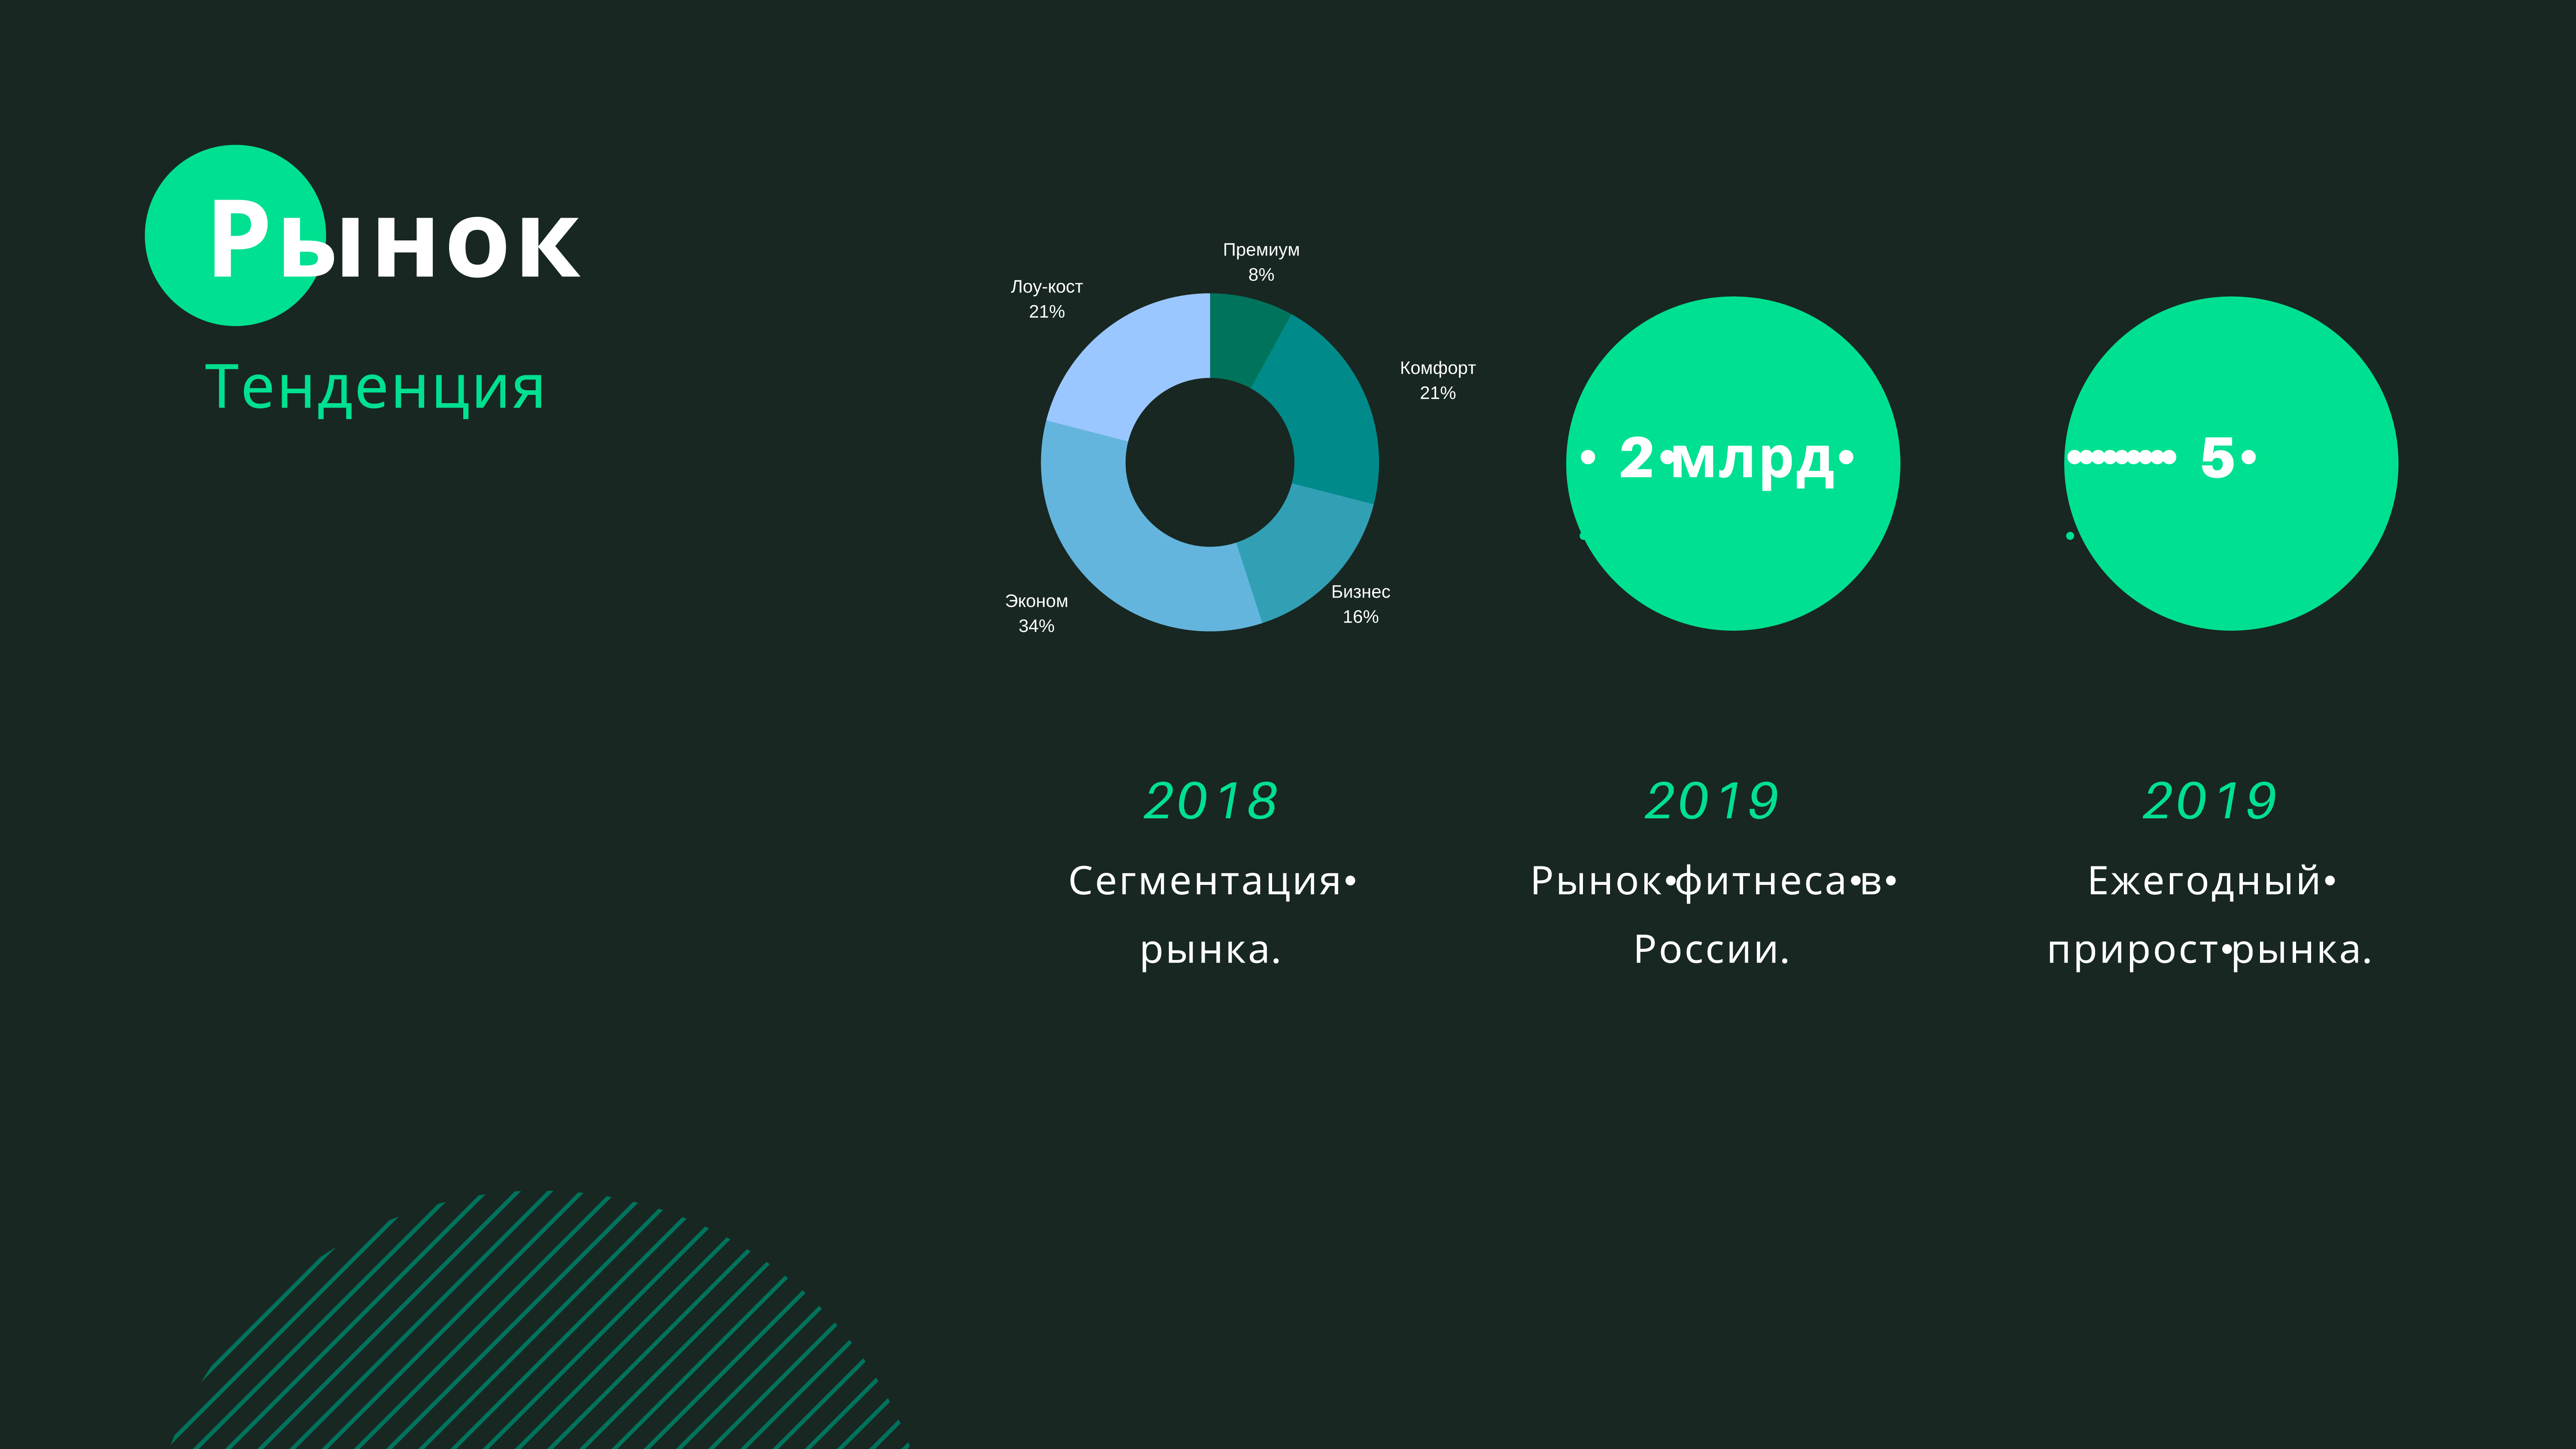 Рынок
Тенденция
Премиум
8%
Лоу-кост
21%
Комфорт
21%
Бизнес
16%
Эконом
34%
• 2•млрд•
••••••••• 5•
2018
Сегментация•
рынка.
2019
Рынок•фитнеса•в•
России.
2019
Ежегодный•
прирост•рынка.